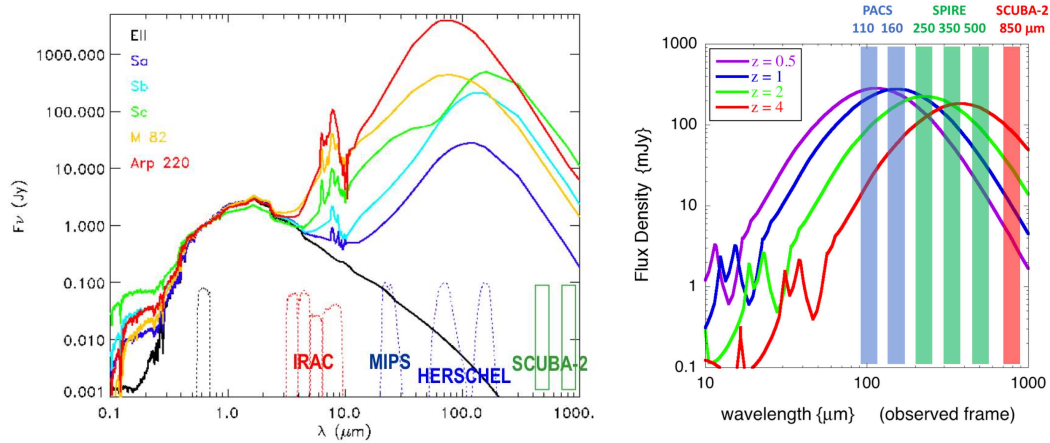 1000.000
100.000
10.000
1.000
0.100
0.010
0.001
Fν (Jy)
Ell
Sa
Sb
Sc
M 82
Arp 220
IRAC
MIPS
HERSCHEL
SCUBA-2
0.1 1.0 10.0 100.0 1000.
λ (μm)
PACS SPIRE SCUBA-2
110 160 250 350 500 850 μm
1000
100
10
1
0.1
Flux Density {mJy}
z = 0.5
z = 1
z = 2
z = 4
10 100 1000
wavelength {μm} (observed frame)